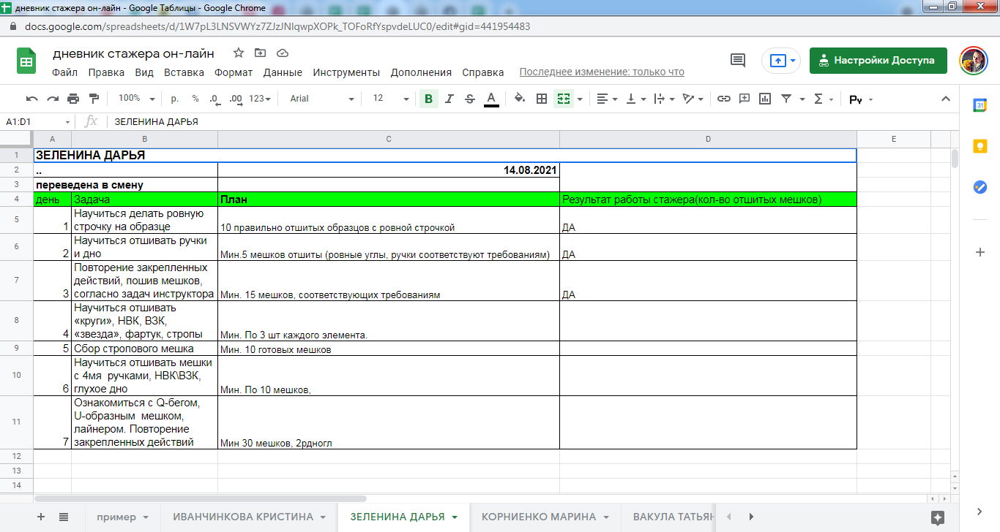 дневник стажера он-лайн - Google Таблицы - Google Chrome
docs.google.com/spreadsheets/d/1W7pL3LNSVWYz7ZJzJNIqwpXOPk_TOFoRfYspvdeLUC0/edit#gid=441954483
дневник стажера он-лайн
Настройки Доступа
Файл Правка Вид Вставка Формат Данные Инструменты Дополнения Справка Последнее изменение: только что
100% р. % .0 .00 123 Arial 12 B I S A Σ Ру
31
A1:D1 fx ЗЕЛЕНИНА ДАРЬЯ
A B C D E
1 ЗЕЛЕНИНА ДАРЬЯ
2 .. 14.08.2021
3 переведена в смену
4 день Задача План Результат работы стажера(кол-во отшитых мешков)
5 Научиться делать ровную
1 строчку на образце 10 правильно отшитых образцов с ровной строчкой ДА
6 Научиться отшивать ручки
2 и дно Мин.5 мешков отшиты (ровные углы, ручки соответствуют требованиям) ДА
Повторение закрепленных
7 действий, пошив мешков,
3 согласно задач инструктора Мин. 15 мешков, соответствующих требованиям ДА
Научиться отшивать
8 «круги», НВК, ВЗК,
4 «звезда», фартук, стропы Мин. По 3 шт каждого элемента.
9 5 Сбор стропового мешка Мин. 10 готовых мешков
Научиться отшивать мешки
10 с 4мя ручками, НВК\ВЗК,
6 глухое дно Мин. По 10 мешков,
Ознакомиться с Q-бегом,
11 U-образным мешком,
лайнером. Повторение
7 закрепленных действий Мин 30 мешков, 2рдногл
12
13
14
пример ИВАНЧИНКОВА КРИСТИНА ЗЕЛЕНИНА ДАРЬЯ КОРНИЕНКО МАРИНА ВАКУЛА ТАТЬЯН